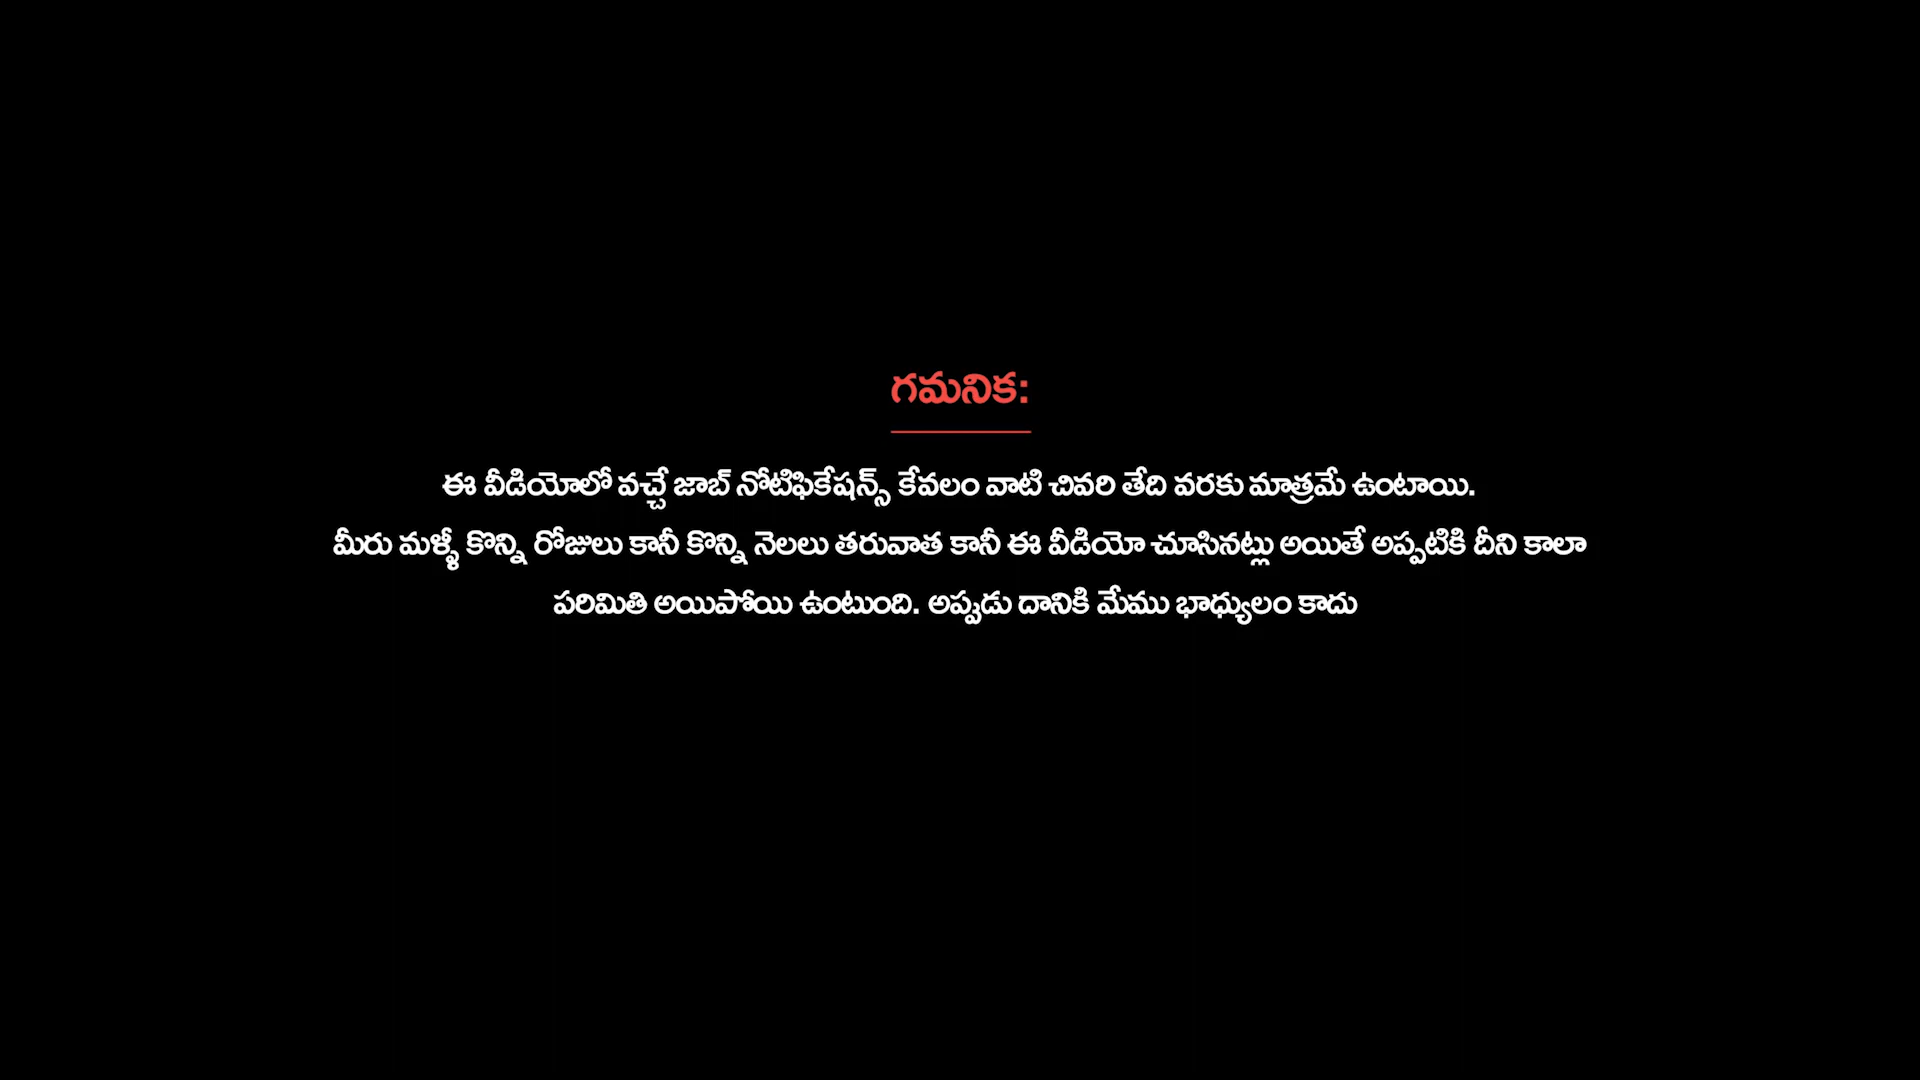 గమనిక:
ఈ వీడియోలో వచ్చే జాబ్ నోటిఫికేషన్స్ కేవలం వాటి చివరి తేది వరకు మాత్రమే ఉంటాయి.
మీరు మళ్ళీ కొన్ని రోజులు కానీ కొన్ని నెలలు తరువాత కానీ ఈ వీడియో చూసినట్లు అయితే అప్పటికి దీని కాలా
పరిమితి అయిపోయి ఉంటుంది. అప్పుడు దానికి మేము భాధ్యులం కాదు